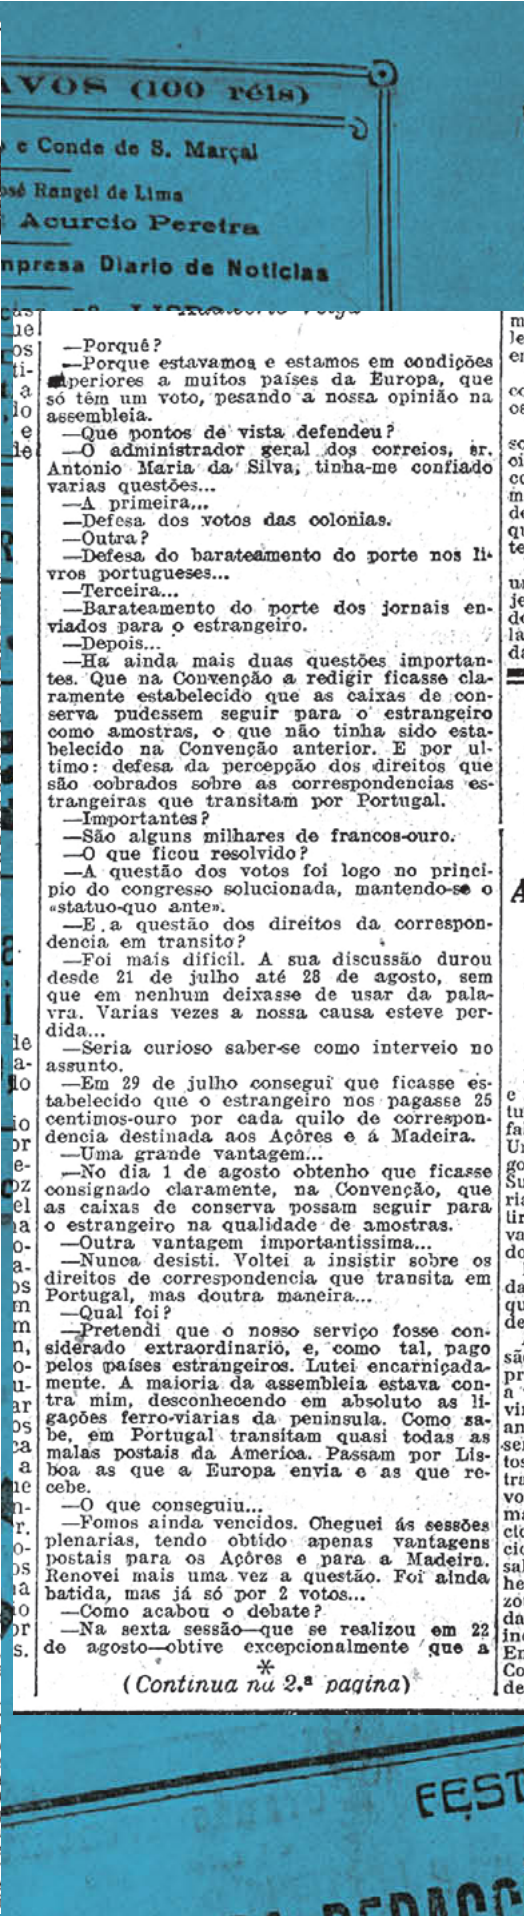 AVOS (100 réis)
e Conde de S. Marçal
José Rangel de Lima
Acurcio Pereira
Empresa Diario de Noticias
—Porquê?
—Porque estavamos e estamos em condições
superiores a muitos países da Europa, que
só têm um voto, pesando a nossa opinião na
assembleia.
—Que pontos de vista defendeu?
—O administrador geral dos correios, sr.
Antonio Maria da Silva, tinha-me confiado
varias questões...
—A primeira...
—Defesa dos votos das colonias.
—Outra?
—Defesa do barateamento do porte nos li-
vros portugueses...
—Terceira...
—Barateamento do porte dos jornais en-
viados para o estrangeiro.
—Depois...
—Ha ainda mais duas questões importan-
tes. Que na Convenção a redigir ficasse cla-
ramente estabelecido que as caixas de con-
serva pudessem seguir para o estrangeiro
como amostras, o que não tinha sido esta-
belecido na Convenção anterior. E por ul-
timo: defesa da percepção dos direitos que
são cobrados sobre as correspondencias es-
trangeiras que transitam por Portugal.
—Importantes?
—São alguns milhares de francos-ouro.
—O que ficou resolvido?
—A questão dos votos foi logo no princi-
pio do congresso solucionada, mantendo-se o
«statuo-quo ante».
—E a questão dos direitos da correspon-
dencia em transito?
—Foi mais dificil. A sua discussão durou
desde 21 de julho até 28 de agosto, sem
que em nenhum deixasse de usar da pala-
vra. Varias vezes a nossa causa esteve per-
dida...
—Seria curioso saber-se como interveio no
assunto.
—Em 29 de julho consegui que ficasse es-
tabelecido que o estrangeiro nos pagasse 25
centimos-ouro por cada quilo de correspon-
dencia destinada aos Açôres e á Madeira.
—Uma grande vantagem...
—No dia 1 de agosto obtenho que ficasse
consignado claramente, na Convenção, que
as caixas de conserva possam seguir para
o estrangeiro na qualidade de amostras.
—Outra vantagem importantissima...
—Nunca desisti. Voltei a insistir sobre os
direitos de correspondencia que transita em
Portugal, mas doutra maneira...
—Qual foi?
—Pretendi que o nosso serviço fosse con-
siderado extraordinario, e, como tal, pago
pelos países estrangeiros. Lutei encarniçada-
mente. A maioria da assembleia estava con-
tra mim, desconhecendo em absoluto as li-
gações ferro-viarias da peninsula. Como sa-
be, em Portugal transitam quasi todas as
malas postais da America. Passam por Lis-
boa as que a Europa envia e as que re-
cebe.
—O que conseguiu...
—Fomos ainda vencidos. Cheguei ás sessões
plenarias, tendo obtido apenas vantagens
postais para os Açôres e para a Madeira.
Renovei mais uma vez a questão. Foi ainda
batida, mas já só por 2 votos...
—Como acabou o debate?
—Na sexta sessão—que se realizou em 22
de agosto—obtive excepcionalmente que a
*
(Continua na 2.ª pagina)
FEST